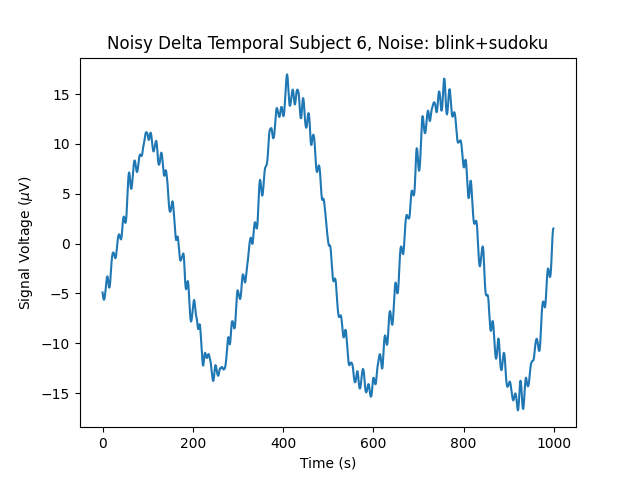 Noisy Delta Temporal Subject 6, Noise: blink+sudoku
Signal Voltage (μV)
15
10
5
0
−5
−10
−15
0 200 400 600 800 1000
Time (s)